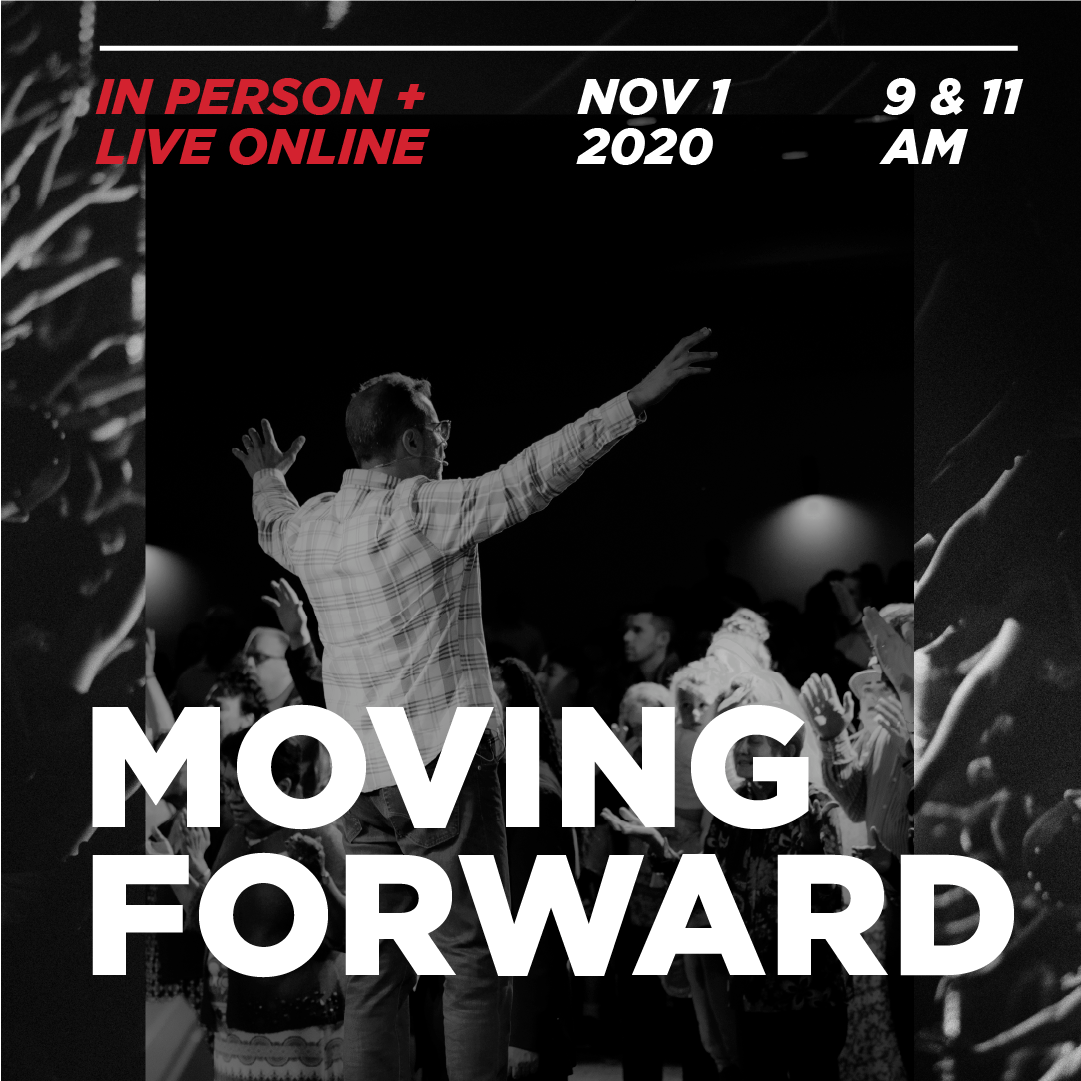 IN PERSON +
LIVE ONLINE
NOV 1
2020
9 & 11
AM
MOVING
FORWARD